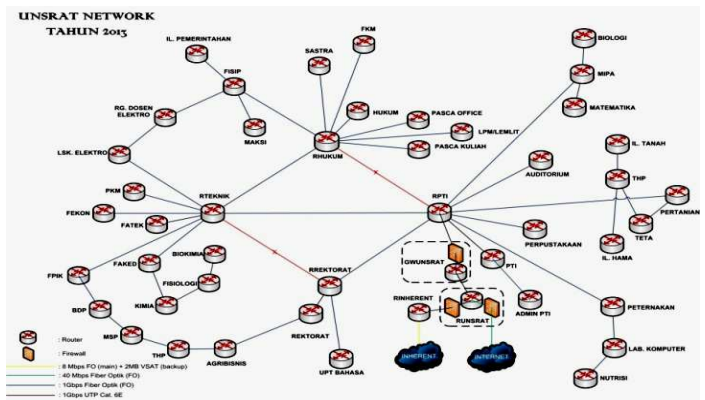 UNSRAT NETWORK
TAHUN 2013
FKM
IL. PEMERINTAHAN
SASTRA
BIOLOGI
FISIP
MIPA
RG. DOSEN
ELEKTRO
HUKUM
PASCA OFFICE
MATEMATIKA
MAKSI
LPM/LEMLIT
RHUKUM
PASCA KULIAH
IL. TANAH
LSK. ELEKTRO
AUDITORIUM
THP
PKM
RTEKNIK
RPTI
PERTANIAN
FEKON
FATEK
PERPUSTAKAAN
TETA
IL. HAMA
BIOKIMIA
FAKED
GWUNSRAT
PTI
FPIK
FISIOLOGI
RREKTORAT
KIMIA
RINHERENT
ADMIN PTI
PETERNAKAN
BDP
REKTORAT
RUNSRAT
MSP
LAB. KOMPUTER
THP
AGRIBISNIS
INHERENT
INTERNET
UPT BAHASA
NUTRISI
: Router
: Firewall
: 8 Mbps FO (main) + 2MB VSAT (backup)
: 40 Mbps Fiber Optik (FO)
: 1Gbps Fiber Optik (FO)
: 1Gbps UTP Cat. 6E